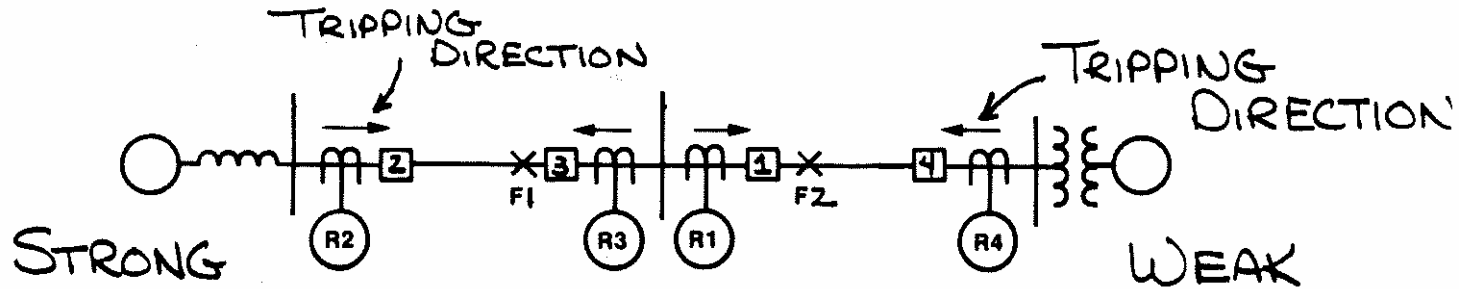 TRIPPING
DIRECTION
TRIPPING
DIRECTION
2
3
1
4
F1
F2
R2
R3
R1
R4
STRONG
WEAK